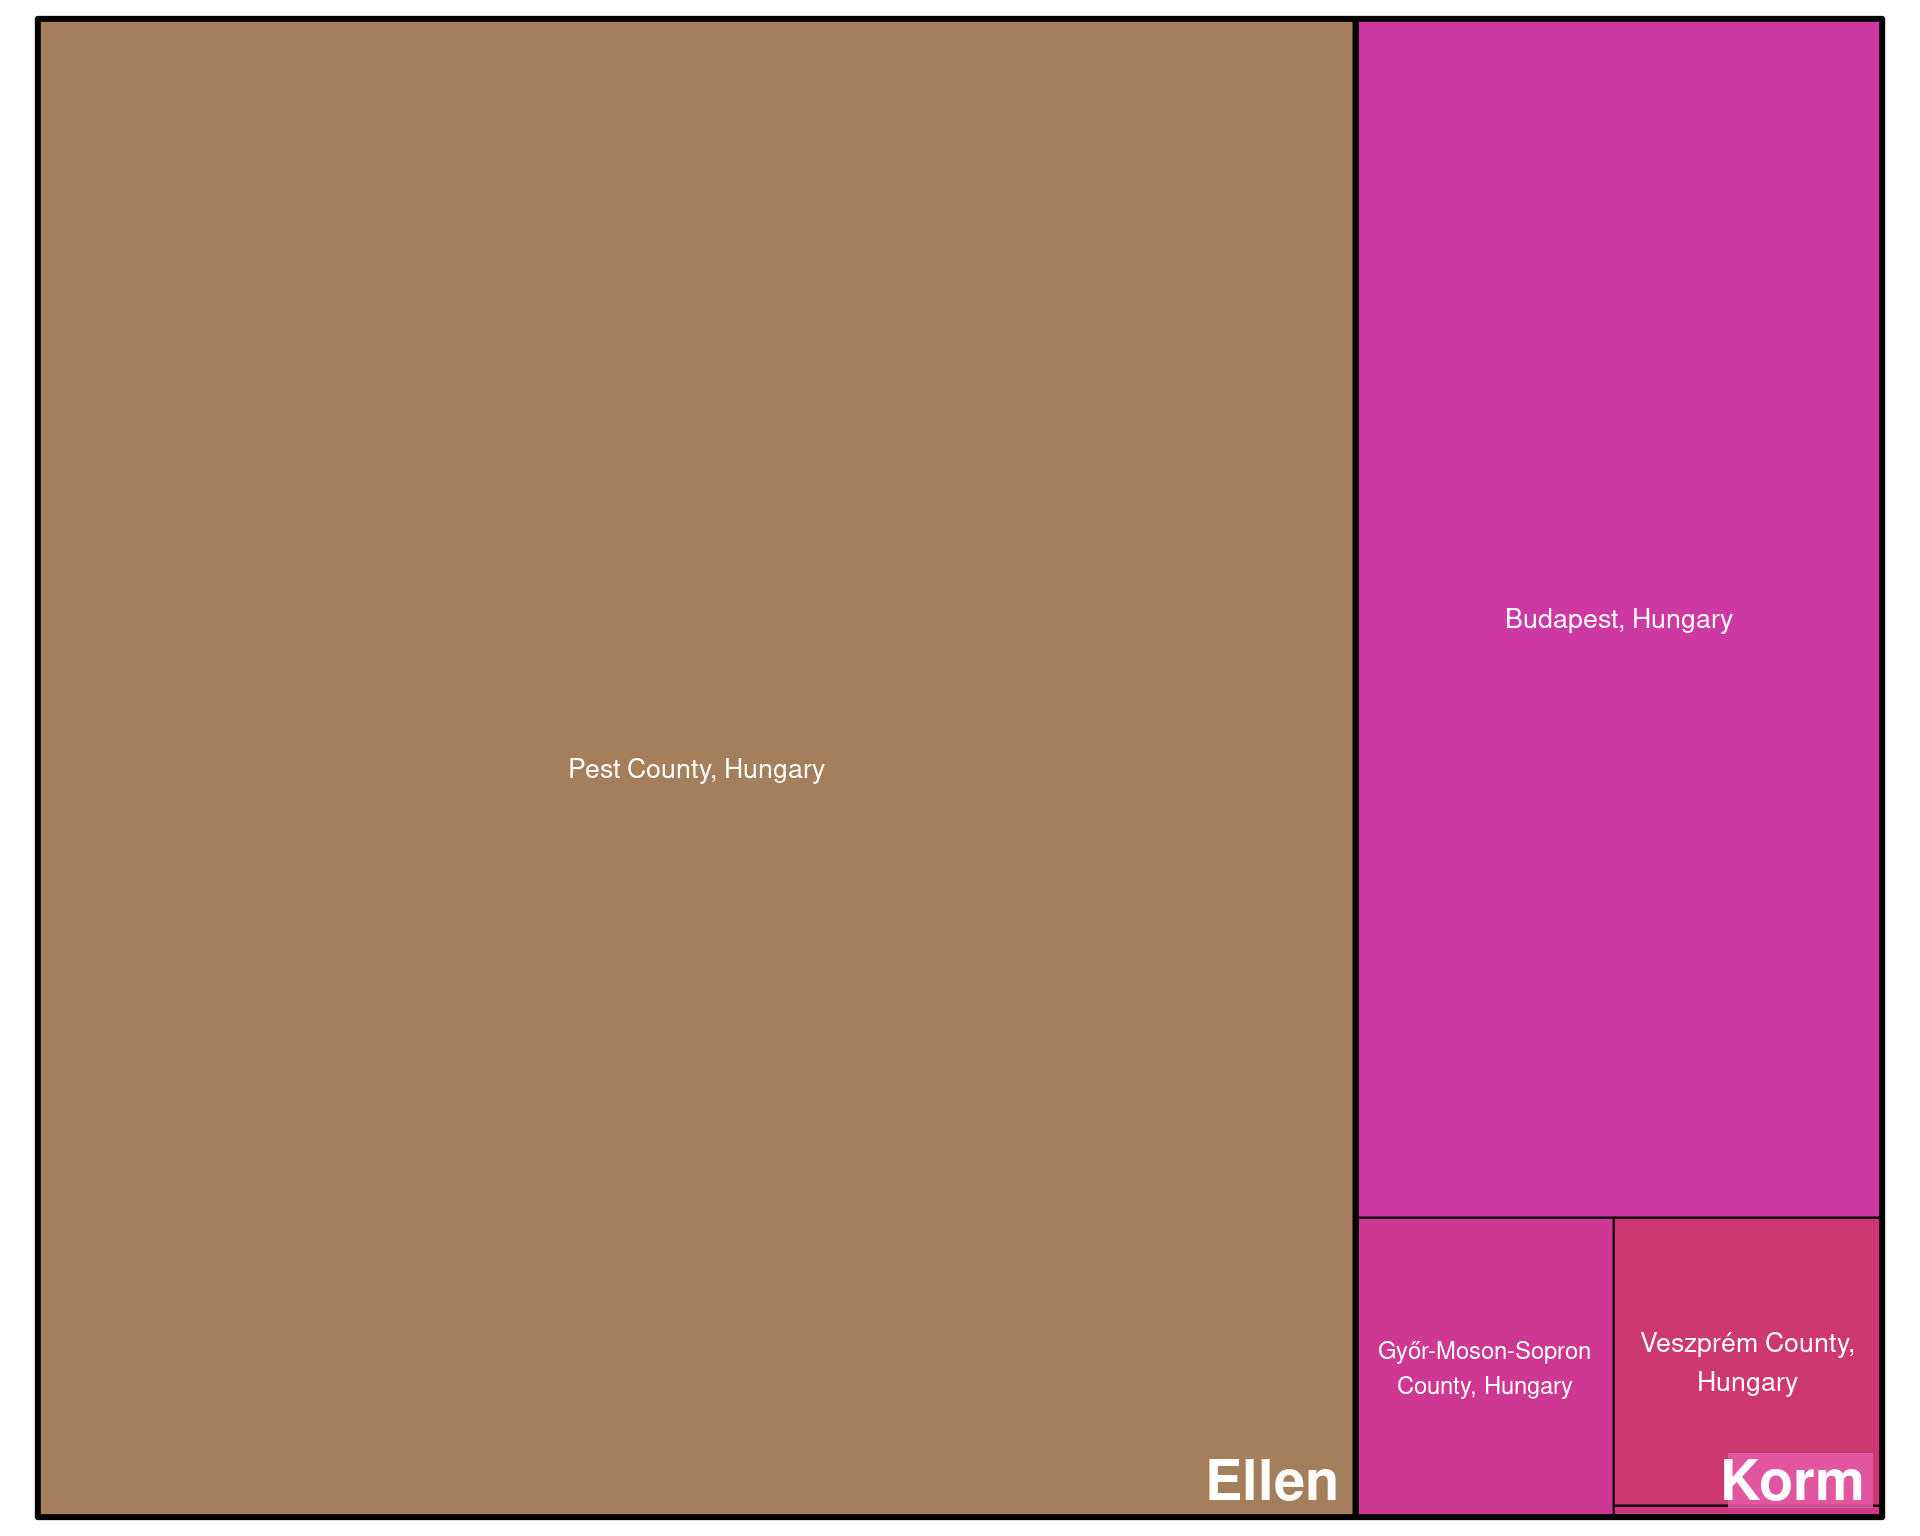 Pest County, Hungary
Ellen
Budapest, Hungary
Győr-Moson-Sopron
County, Hungary
Veszprém County,
Hungary
Korm